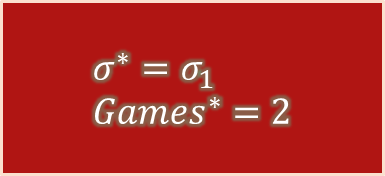 σ* = σ₁
Games* = 2